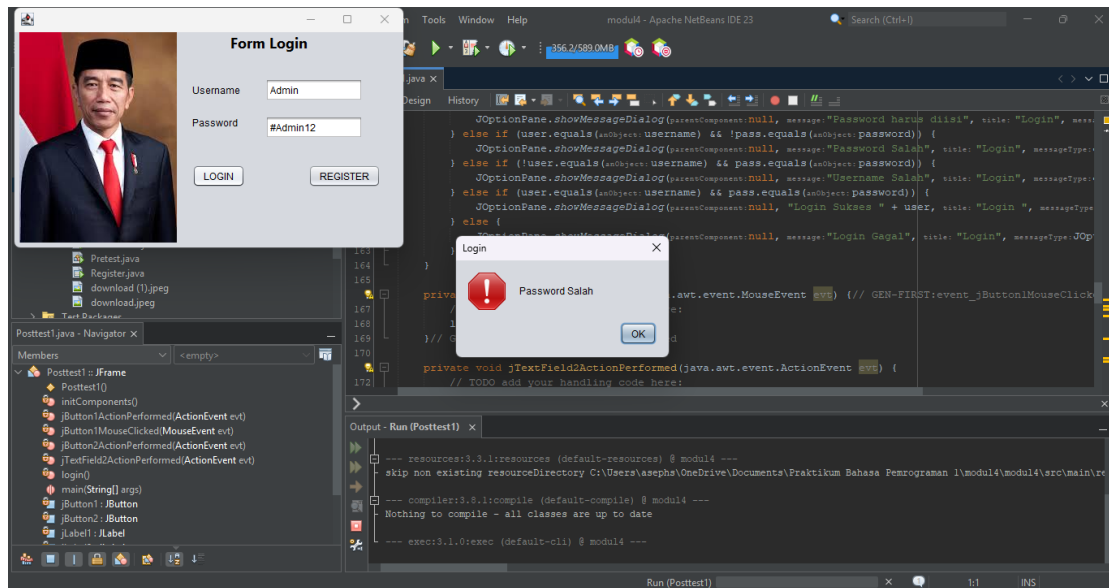 n Tools Window Help modul4 - Apache NetBeans IDE 23 Search (Ctrl+I)
356.2/589.0MB
Form Login
Username Admin
Password #Admin12
LOGIN REGISTER
.java
Design History
JOptionPane.showMessageDialog(parentComponent:null, message:"Password harus diisi", title: "Login", mess
} else if (user.equals(anObject:username) && !pass.equals(anObject:password)) {
JOptionPane.showMessageDialog(parentComponent:null, message:"Password Salah", title: "Login", messageType:
} else if (!user.equals(anObject:username) && pass.equals(anObject:password)) {
JOptionPane.showMessageDialog(parentComponent:null, message:"Username Salah", title: "Login", messageType:
} else if (user.equals(anObject:username) && pass.equals(anObject:password)) {
JOptionPane.showMessageDialog(parentComponent:null, "Login Sukses " + user, title: "Login ", messageType
} else {
JOptionPane.showMessageDialog(parentComponent:null, message:"Login Gagal", title: "Login", messageType:JOp
163 }
164 }
165
priva .awt.event.MouseEvent evt) {// GEN-FIRST:event_jButton1MouseClick
167 / re:
168 l
169 }// G d
170
private void jTextField2ActionPerformed(java.awt.event.ActionEvent evt) {
172 // TODO add your handling code here:
Login
Password Salah
OK
Pretest.java
Register.java
download (1).jpeg
download.jpeg
Test Packages
Posttest1.java - Navigator
Members <empty>
Posttest1 :: JFrame
Posttest1()
initComponents()
jButton1ActionPerformed(ActionEvent evt)
jButton1MouseClicked(MouseEvent evt)
jButton2ActionPerformed(ActionEvent evt)
jTextField2ActionPerformed(ActionEvent evt)
login()
main(String[] args)
jButton1 : JButton
jButton2 : JButton
jLabel1 : JLabel
Output - Run (Posttest1)
--- resources:3.3.1:resources (default-resources) @ modul4 ---
skip non existing resourceDirectory C:\Users\asephs\OneDrive\Documents\Praktikum Bahasa Pemrograman 1\modul4\modul4\src\main\re
--- compiler:3.8.1:compile (default-compile) @ modul4 ---
Nothing to compile - all classes are up to date
--- exec:3.1.0:exec (default-cli) @ modul4 ---
Run (Posttest1) 1:1 INS